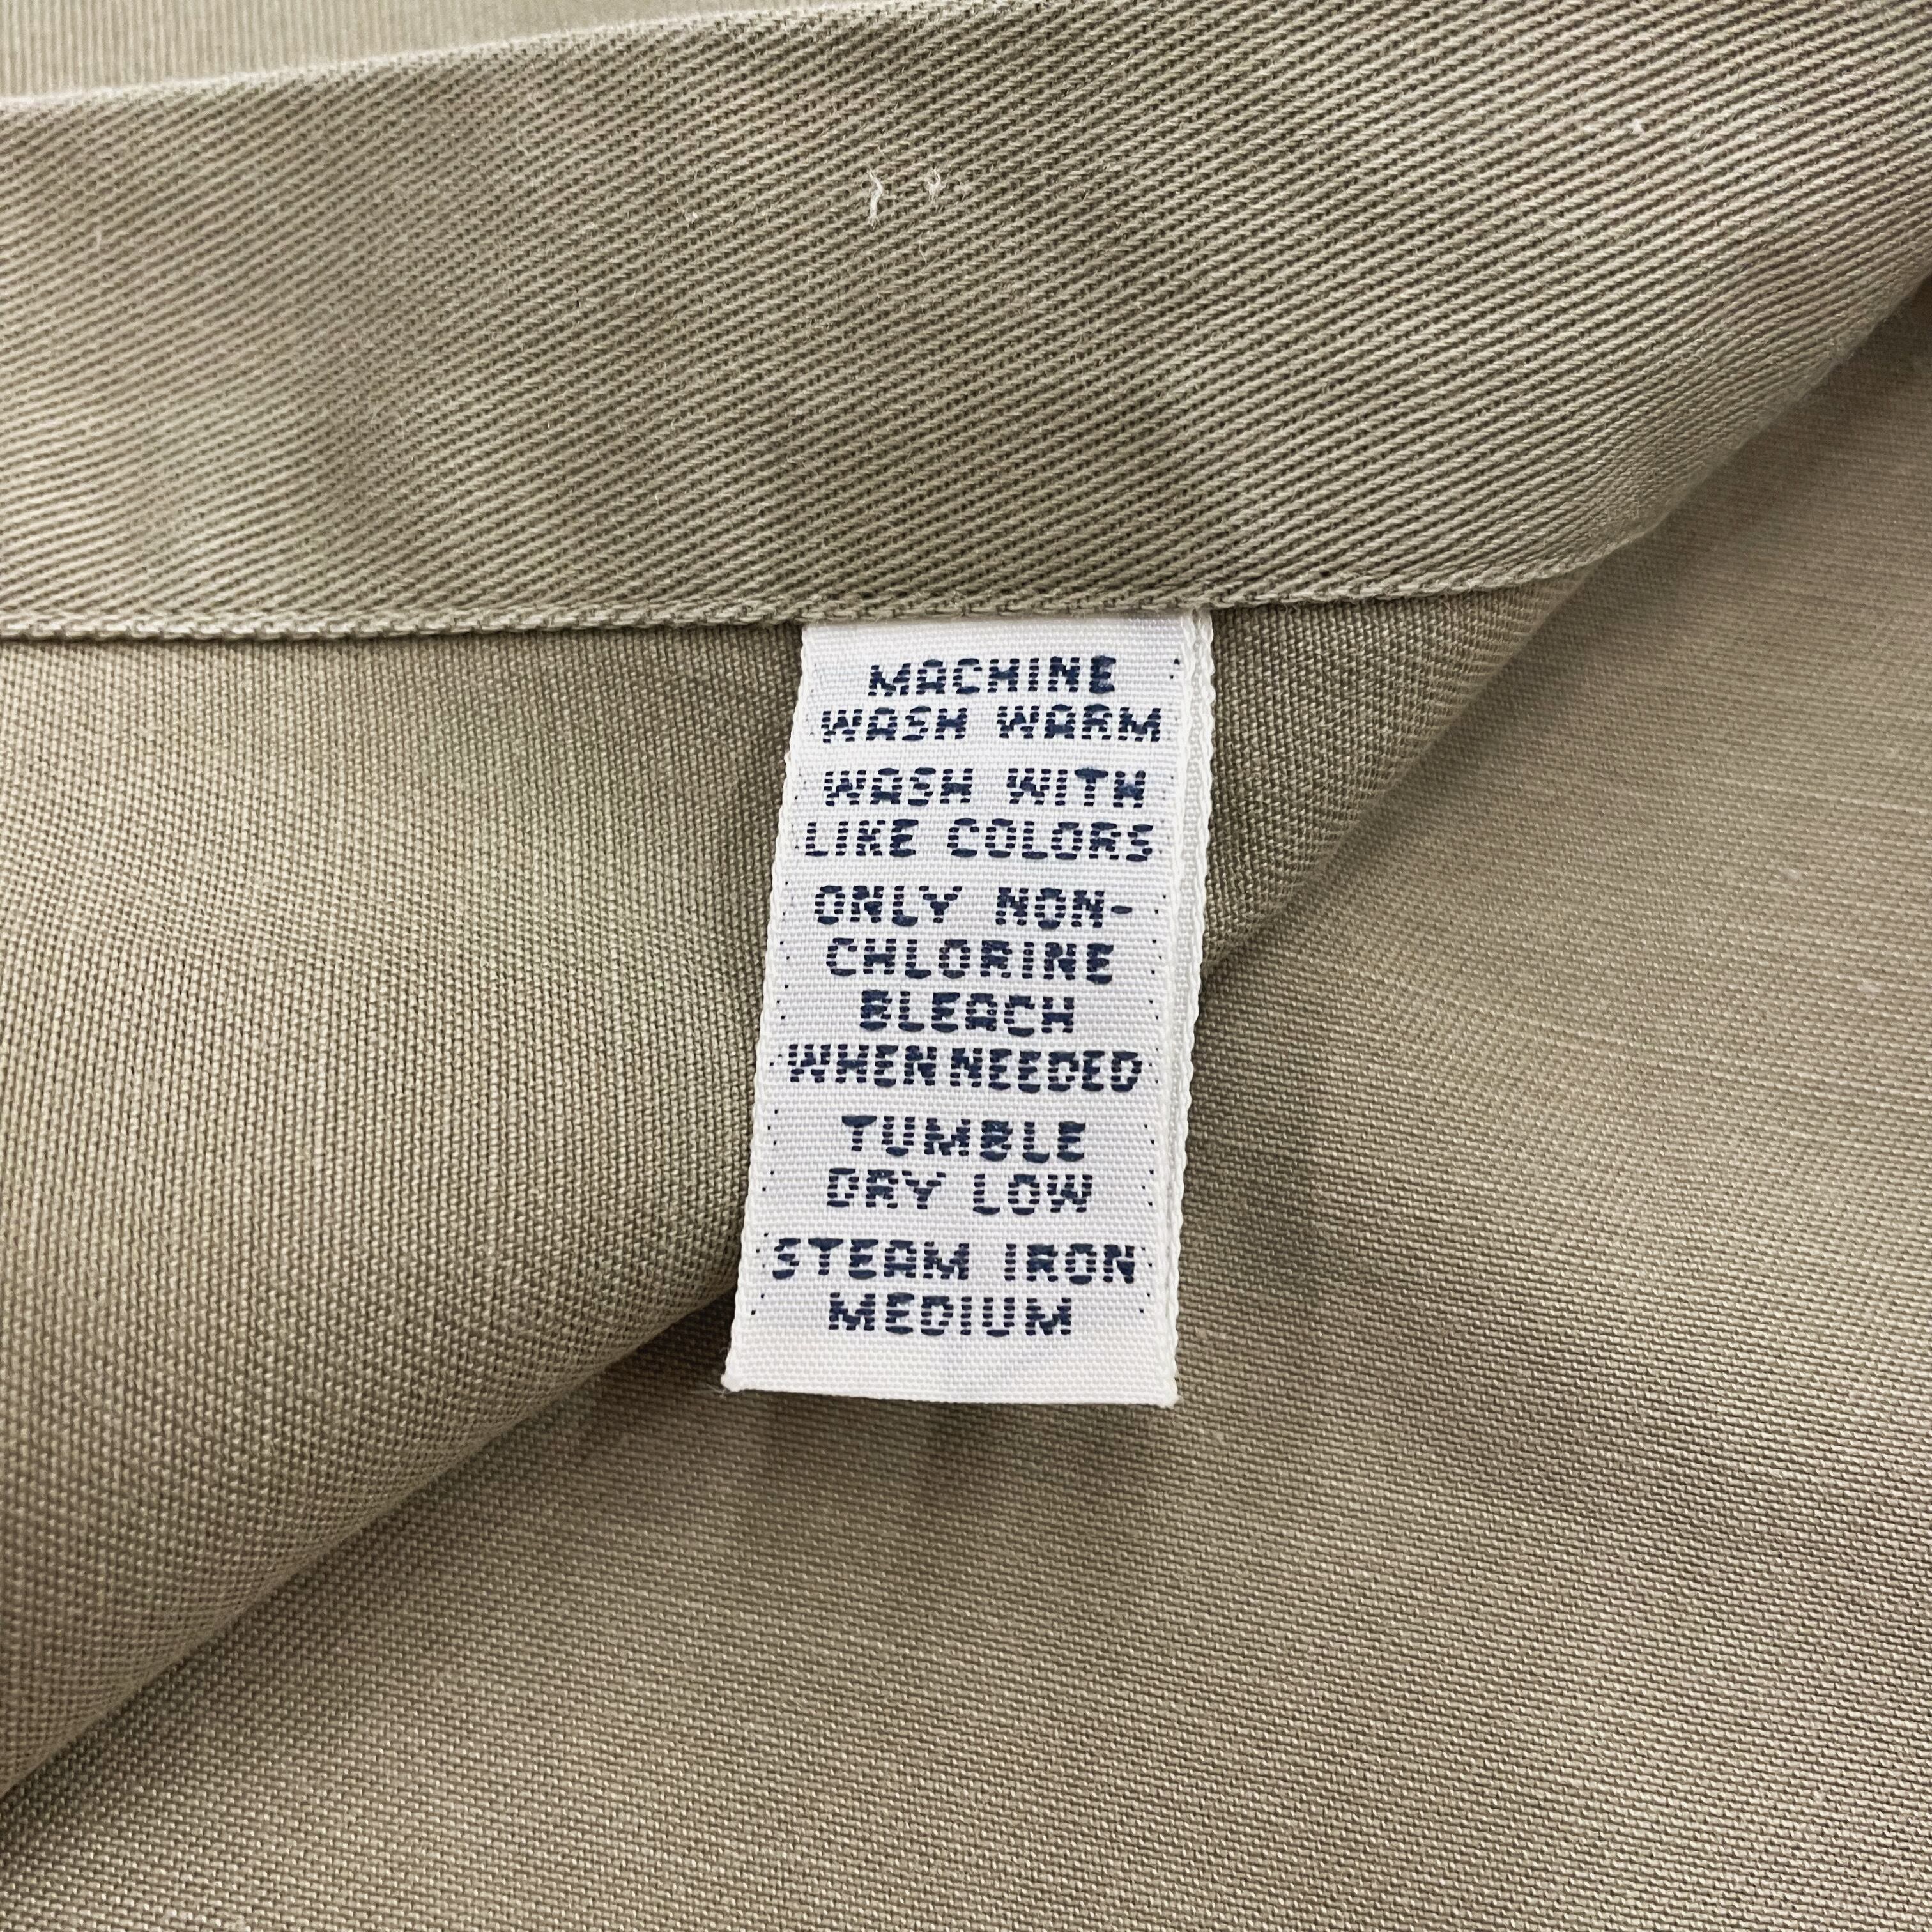 MACHINE
WASH WARM
WASH WITH
LIKE COLORS
ONLY NON-
CHLORINE
BLEACH
WHEN NEEDED
TUMBLE
DRY LOW
STEAM IRON
MEDIUM